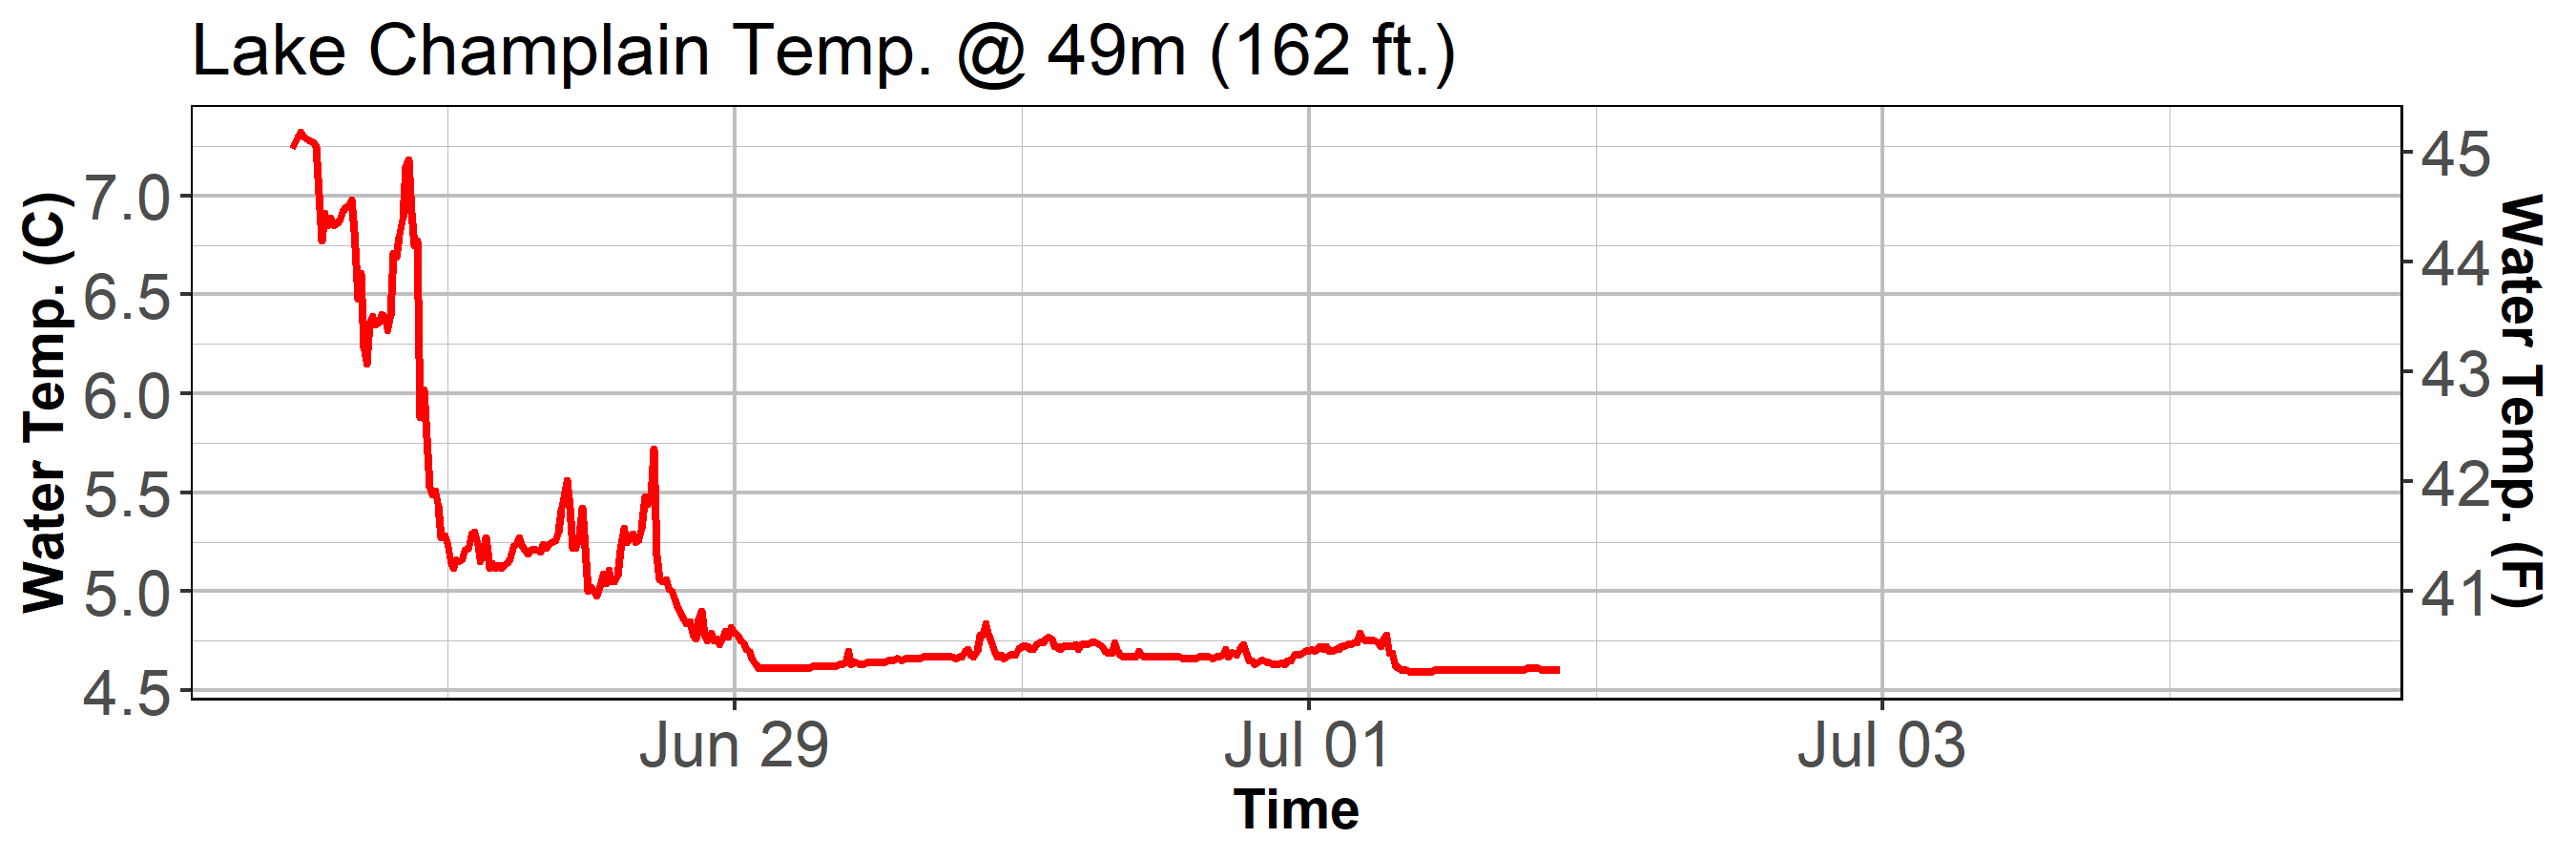 Lake Champlain Temp. @ 49m (162 ft.)
Water Temp. (C)
7.0
6.5
6.0
5.5
5.0
4.5
45
44
43
42
41
Water Temp. (F)
Jun 29
Jul 01
Jul 03
Time